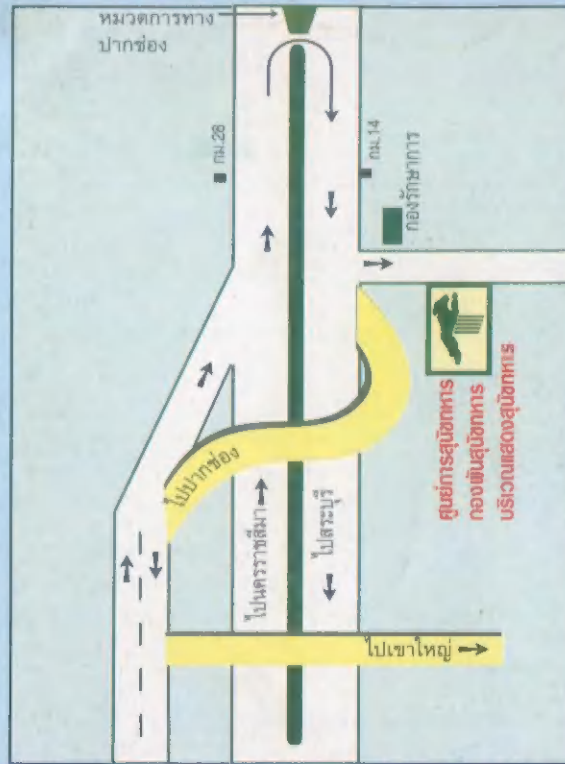 หมวดการทาง
ปากช่อง
กม.28
กม.14
กองรักษาการ
ศูนย์การสุนัขทหาร
กองพันสุนัขทหาร
บริเวณแสดงสุนัขทหาร
ไปปากช่อง
ไปนครราชสีมา
ไปสระบุรี
ไปเขาใหญ่